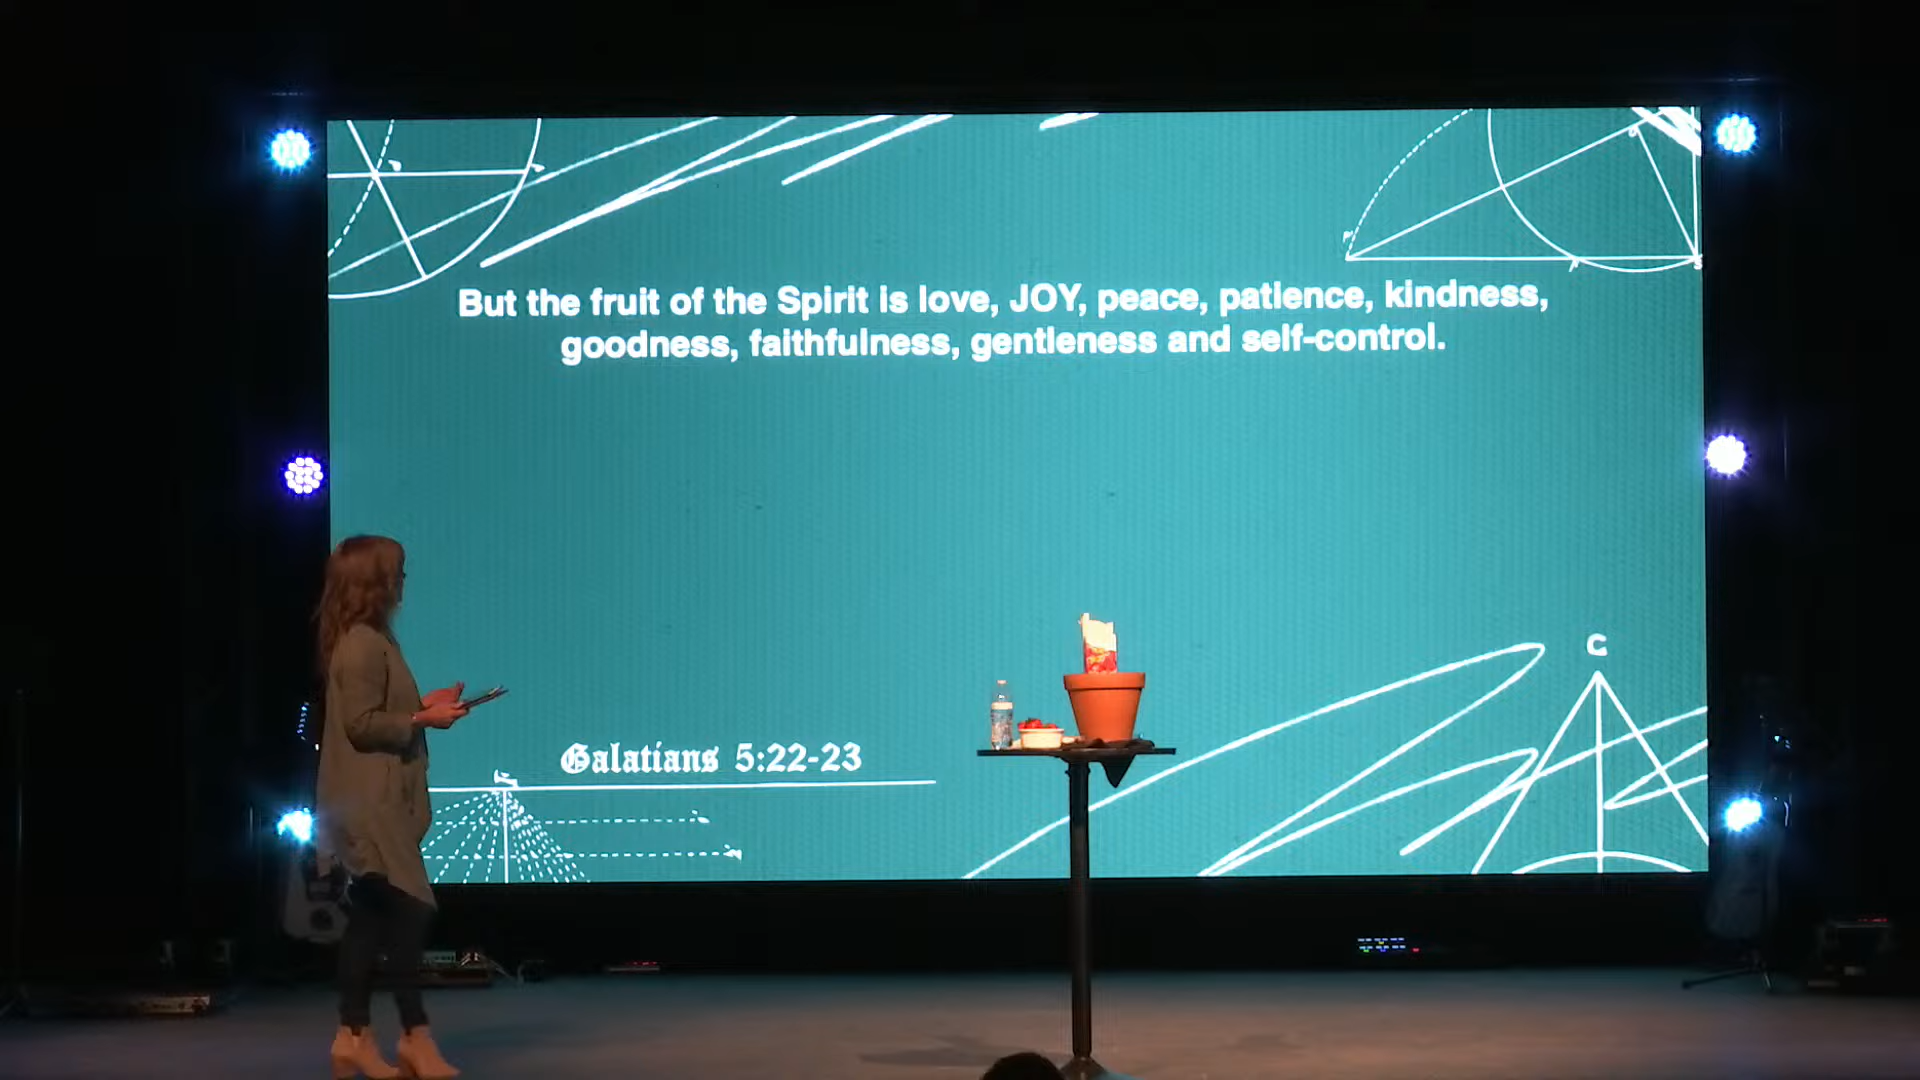 But the fruit of the Spirit is love, JOY, peace, patience, kindness,
goodness, faithfulness, gentleness and self-control.
C
Galatians 5:22-23